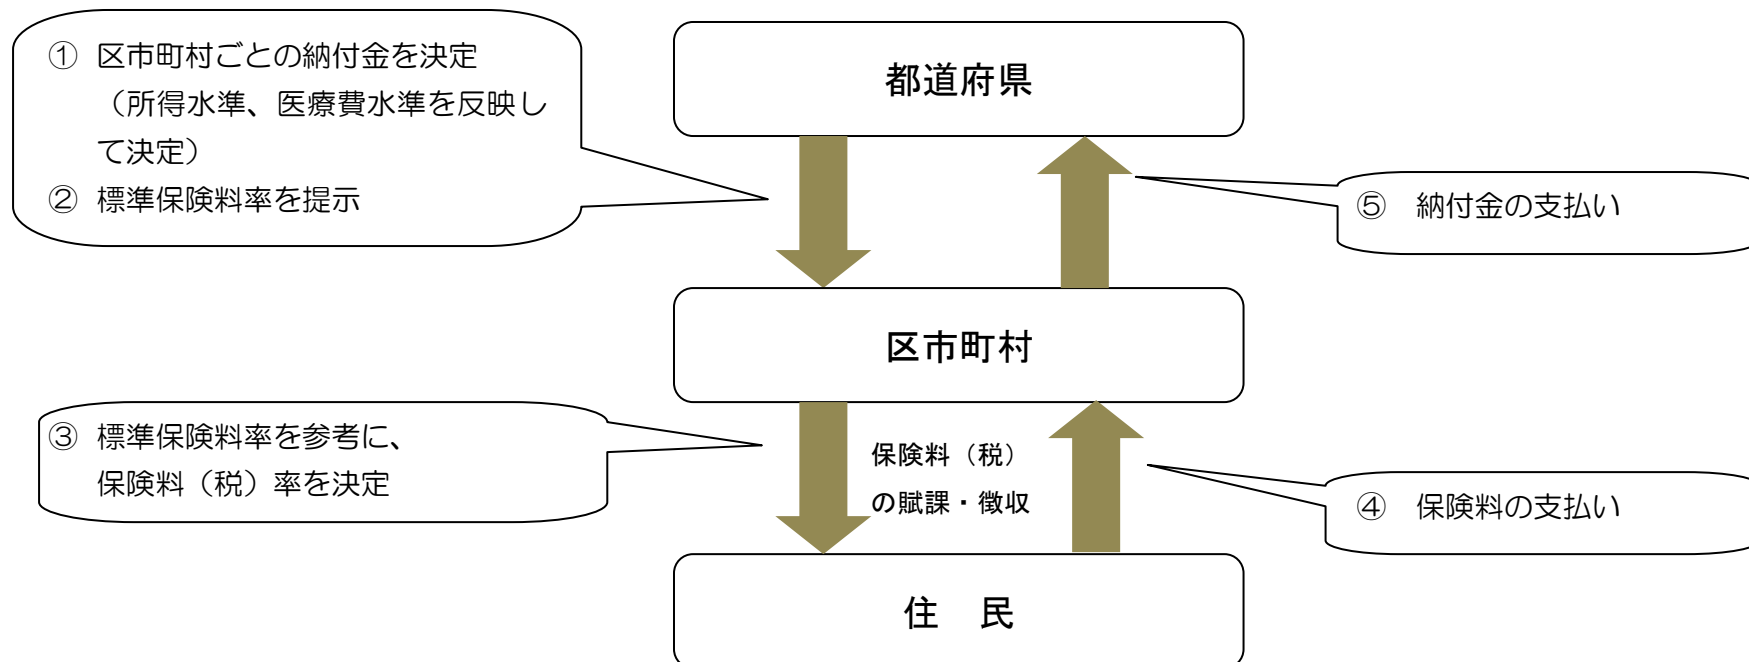 ① 区市町村ごとの納付金を決定
（所得水準、医療費水準を反映し
て決定）
② 標準保険料率を提示
都道府県
⑤ 納付金の支払い
区市町村
③ 標準保険料率を参考に、
保険料（税）率を決定
保険料（税）
の賦課・徴収
④ 保険料の支払い
住　民